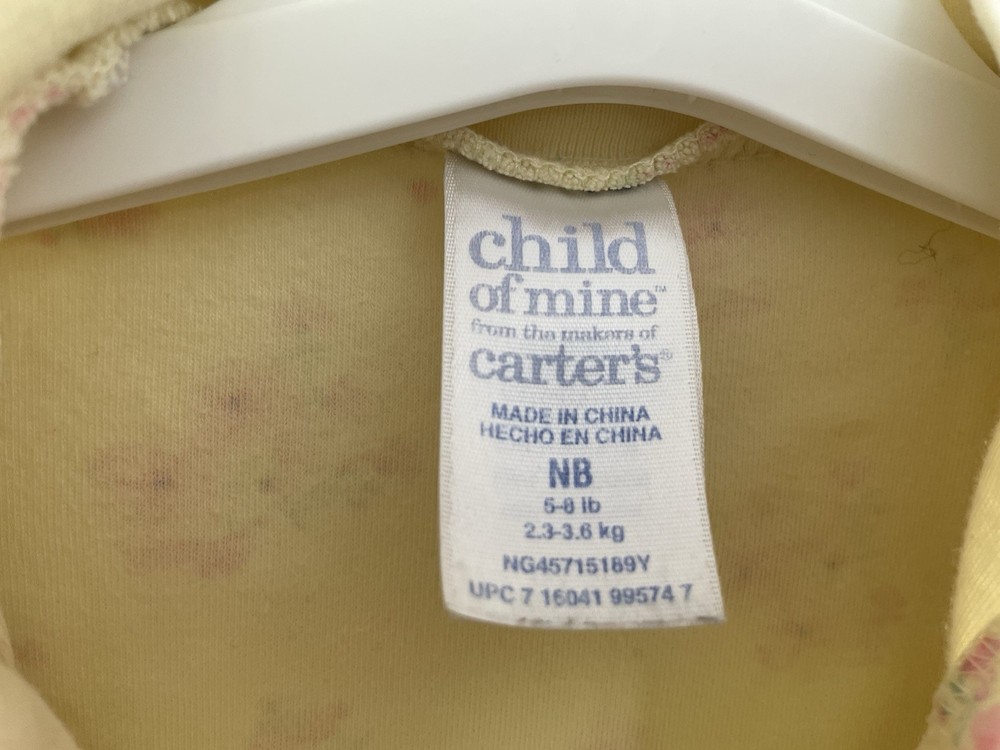 child
of mine™
from the makers of
carter's®
MADE IN CHINA
HECHO EN CHINA
NB
5-8 lb
2.3-3.6 kg
NG45715189Y
UPC 7 16041 99574 7